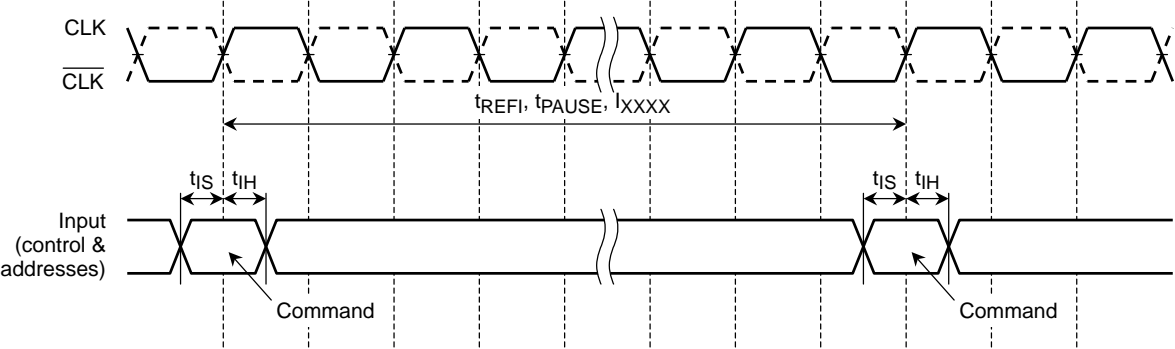 CLK
CLK
tREFI, tPAUSE, IXXXX
tIS
tIH
tIS
tIH
Input
(control &
addresses)
Command
Command